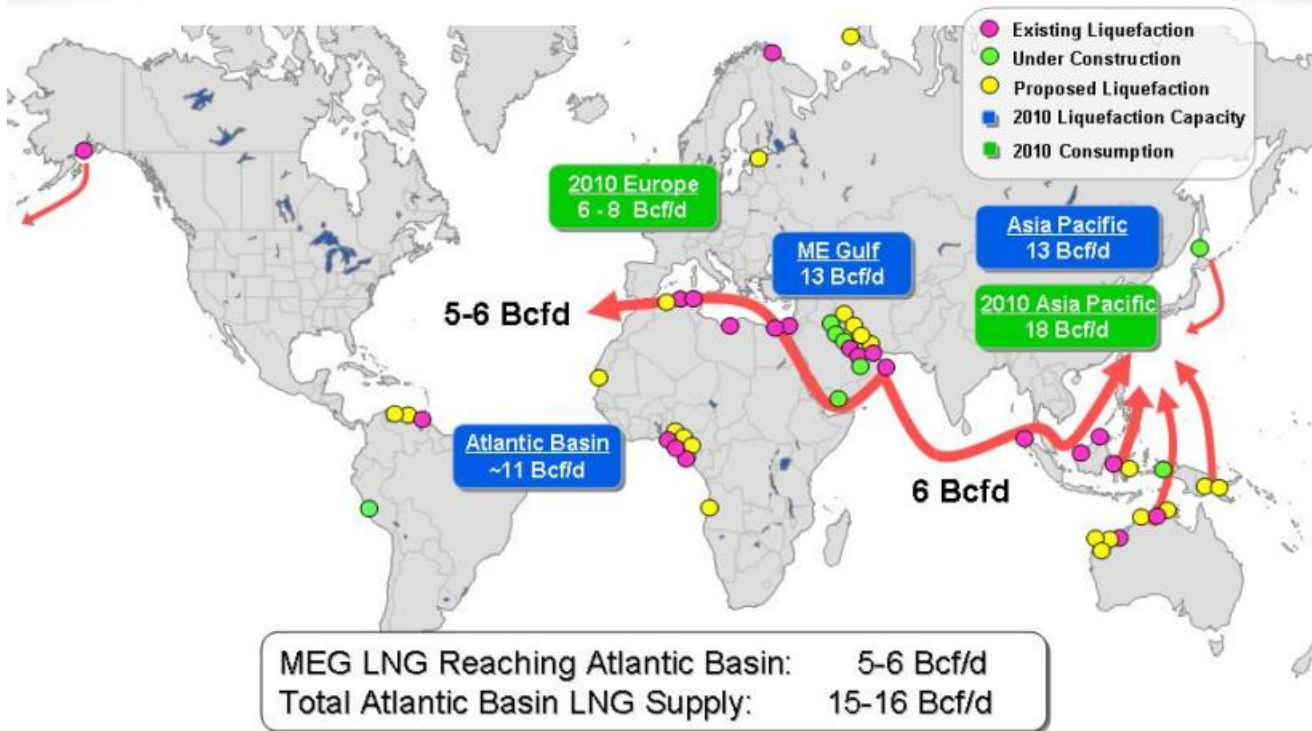 Existing Liquefaction
Under Construction
Proposed Liquefaction
2010 Liquefaction Capacity
2010 Consumption
2010 Europe
6 - 8 Bcf/d
ME Gulf
13 Bcf/d
Asia Pacific
13 Bcf/d
2010 Asia Pacific
18 Bcf/d
5-6 Bcfd
Atlantic Basin
~11 Bcf/d
6 Bcfd
MEG LNG Reaching Atlantic Basin: 5-6 Bcf/d
Total Atlantic Basin LNG Supply: 15-16 Bcf/d